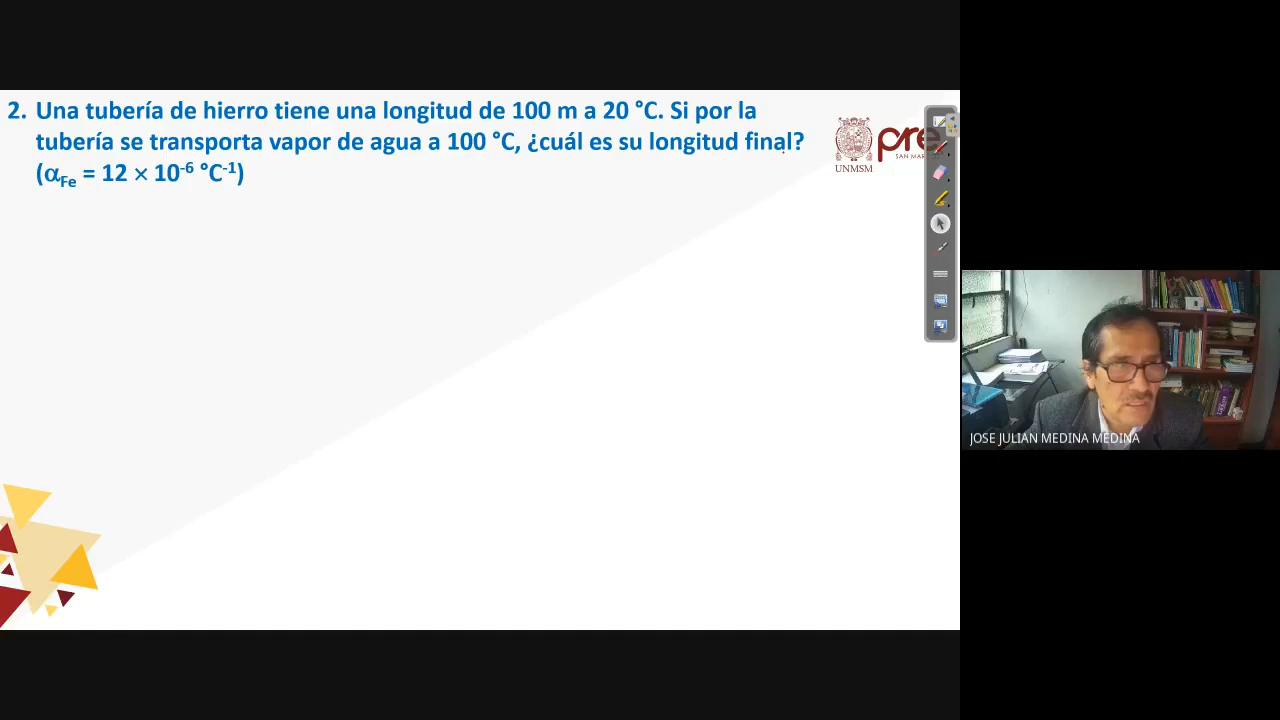 2. Una tubería de hierro tiene una longitud de 100 m a 20 °C. Si por la
tubería se transporta vapor de agua a 100 °C, ¿cuál es su longitud final?
(αFe = 12 × 10⁻⁶ °C⁻¹)
UNMSM
pre
JOSE JULIAN MEDINA MEDINA